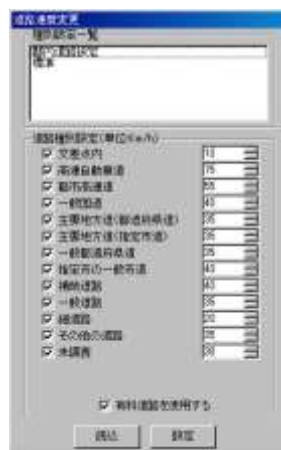 道路速度変更
種別設定一覧
標準
道路種別設定(単位Km/h)
交差点内 10
高速自動車道 75
都市高速道 55
一般国道 40
主要地方道(都道府県道) 35
主要地方道(指定市道) 35
一般都道府県道 35
指定市の一般市道 40
補助道路 40
一般道路 35
細道路 20
その他の道路
未調査
有料道路を使用する
読込 設定